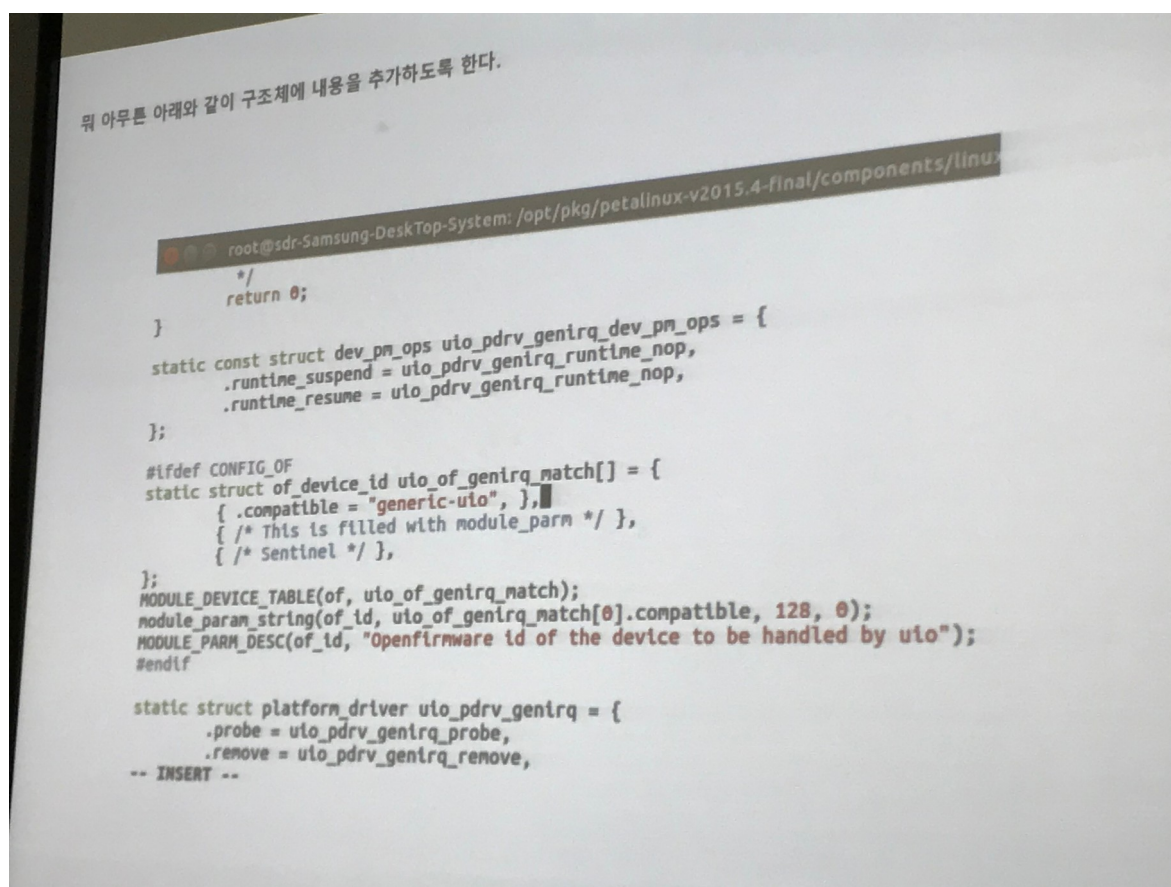 뭐 아무튼 아래와 같이 구조체에 내용을 추가하도록 한다.
root@sdr-Samsung-DeskTop-System: /opt/pkg/petalinux-v2015.4-final/components/linux
*/
return 0;
}
static const struct dev_pm_ops uio_pdrv_genirq_dev_pm_ops = {
.runtime_suspend = uio_pdrv_genirq_runtime_nop,
.runtime_resume = uio_pdrv_genirq_runtime_nop,
};
#ifdef CONFIG_OF
static struct of_device_id uio_of_genirq_match[] = {
{ .compatible = "generic-uio", },
{ /* This is filled with module_parm */ },
{ /* Sentinel */ },
};
MODULE_DEVICE_TABLE(of, uio_of_genirq_match);
module_param_string(of_id, uio_of_genirq_match[0].compatible, 128, 0);
MODULE_PARM_DESC(of_id, "Openfirmware id of the device to be handled by uio");
#endif
static struct platform_driver uio_pdrv_genirq = {
.probe = uio_pdrv_genirq_probe,
.remove = uio_pdrv_genirq_remove,
-- INSERT --